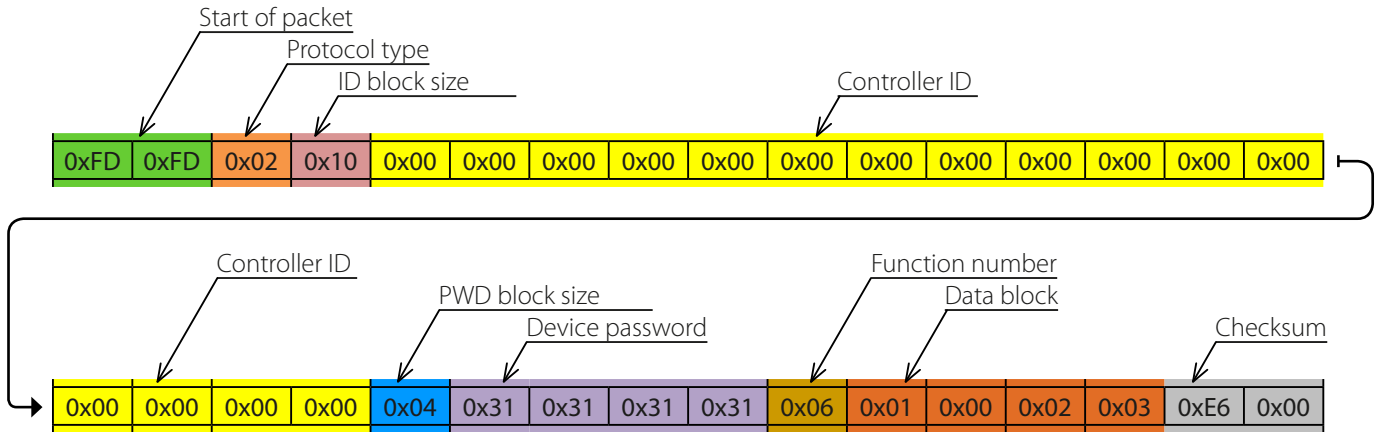 Start of packet
Protocol type
ID block size
Controller ID
0xFD 0xFD 0x02 0x10 0x00 0x00 0x00 0x00 0x00 0x00 0x00 0x00 0x00 0x00 0x00 0x00
Controller ID
Function number
PWD block size
Data block
Device password
Checksum
0x00 0x00 0x00 0x00 0x04 0x31 0x31 0x31 0x31 0x06 0x01 0x00 0x02 0x03 0xE6 0x00